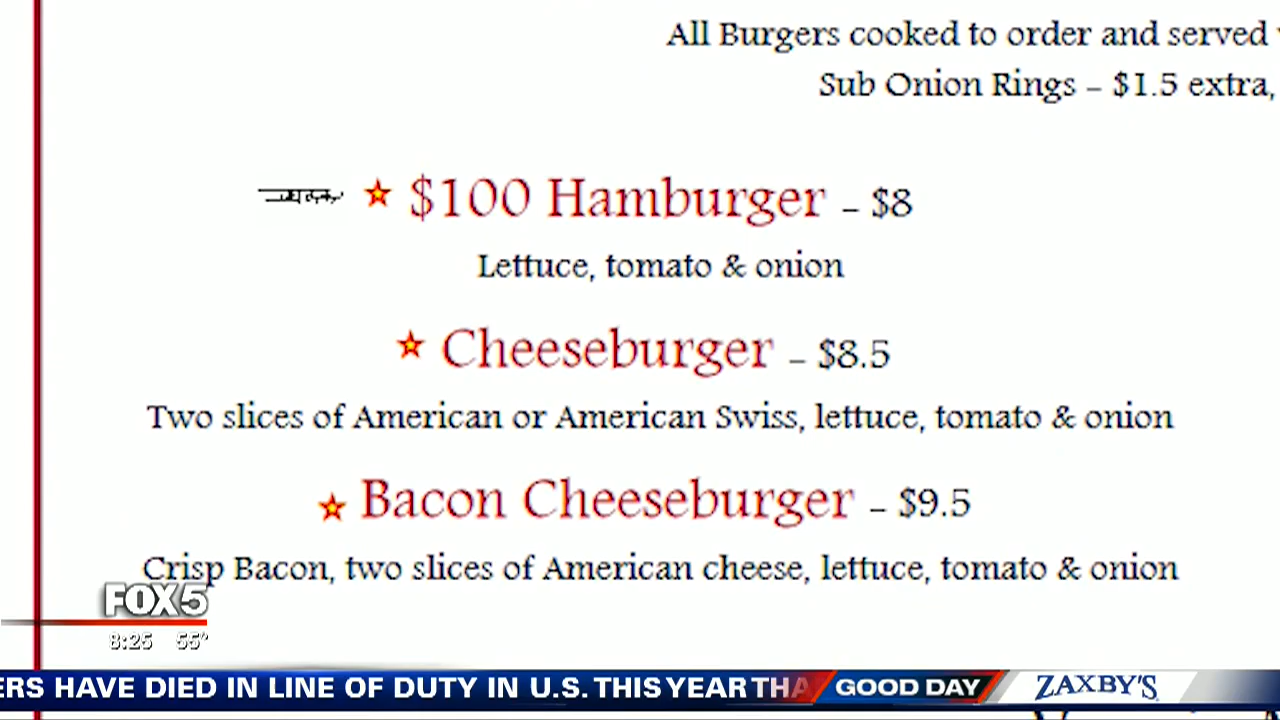 All Burgers cooked to order and served
Sub Onion Rings – $1.5 extra,
$100 Hamburger – $8
Lettuce, tomato & onion
Cheeseburger – $8.5
Two slices of American or American Swiss, lettuce, tomato & onion
Bacon Cheeseburger – $9.5
Crisp Bacon, two slices of American cheese, lettuce, tomato & onion
FOX 5
8:25 55°
ERS HAVE DIED IN LINE OF DUTY IN U.S. THIS YEAR THA GOOD DAY ZAXBY'S